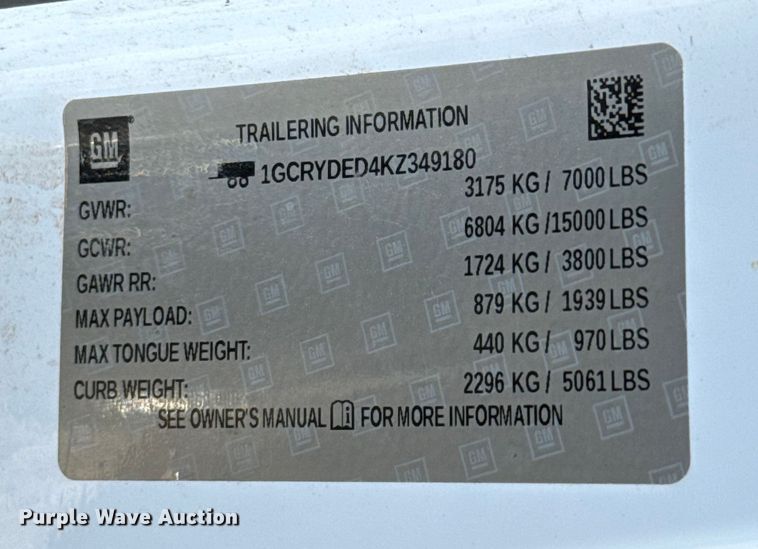 GM
TRAILERING INFORMATION
1GCRYDED4KZ349180
GVWR: 3175 KG / 7000 LBS
GCWR: 6804 KG /15000 LBS
GAWR RR: 1724 KG / 3800 LBS
MAX PAYLOAD: 879 KG / 1939 LBS
MAX TONGUE WEIGHT: 440 KG / 970 LBS
CURB WEIGHT: 2296 KG / 5061 LBS
SEE OWNER'S MANUAL FOR MORE INFORMATION
Purple Wave Auction